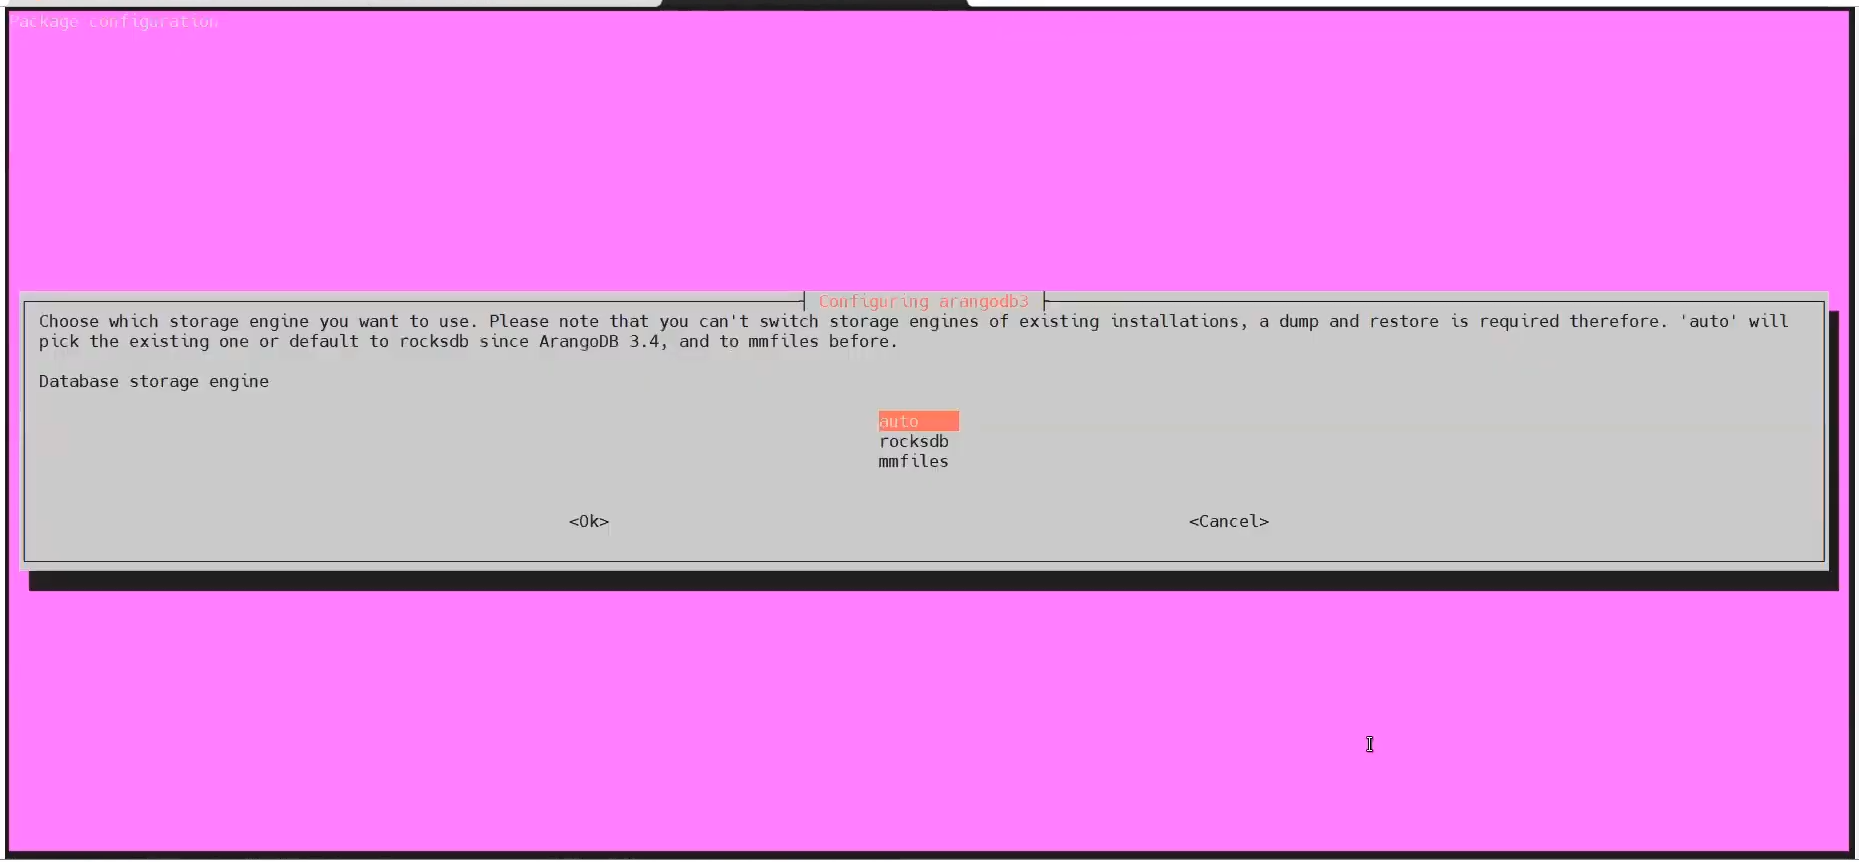 Package configuration
Configuring arangodb3
Choose which storage engine you want to use. Please note that you can't switch storage engines of existing installations, a dump and restore is required therefore. 'auto' will
pick the existing one or default to rocksdb since ArangoDB 3.4, and to mmfiles before.
Database storage engine
auto
rocksdb
mmfiles
<Ok> <Cancel>